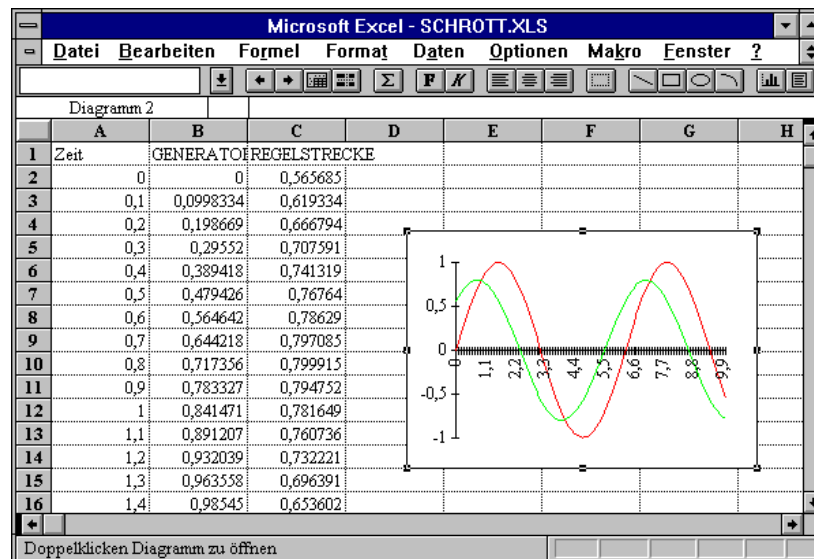 Microsoft Excel - SCHROTT.XLS
Datei Bearbeiten Formel Format Daten Optionen Makro Fenster ?
Σ F K
Diagramm 2
A B C D E F G H
1 Zeit GENERATO REGELSTRECKE
2 0 0 0,565685
3 0,1 0,0998334 0,619334
4 0,2 0,198669 0,666794
5 0,3 0,29552 0,707591
6 0,4 0,389418 0,741319
7 0,5 0,479426 0,76764
8 0,6 0,564642 0,78629
9 0,7 0,644218 0,797085
10 0,8 0,717356 0,799915
11 0,9 0,783327 0,794752
12 1 0,841471 0,781649
13 1,1 0,891207 0,760736
14 1,2 0,932039 0,732221
15 1,3 0,963558 0,696391
16 1,4 0,98545 0,653602
1
0,5
0
-0,5
-1
0 1,1 2,2 3,3 4,4 5,5 6,6 7,7 8,8 9,9
Doppelklicken Diagramm zu öffnen